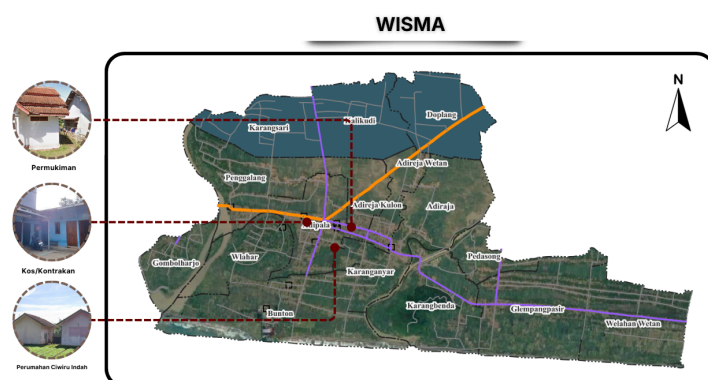 WISMA
N
Permukiman
Kos/Kontrakan
Perumahan Ciwiru Indah
Doplang
Kalikudi
Karangsari
Adireja Wetan
Penggalang
Adireja Kulon
Adiraja
Gombolharjo
Wlahar
Karanganyar
Pedasong
Bunton
Karangbenda
Glempangpasir
Welahan Wetan